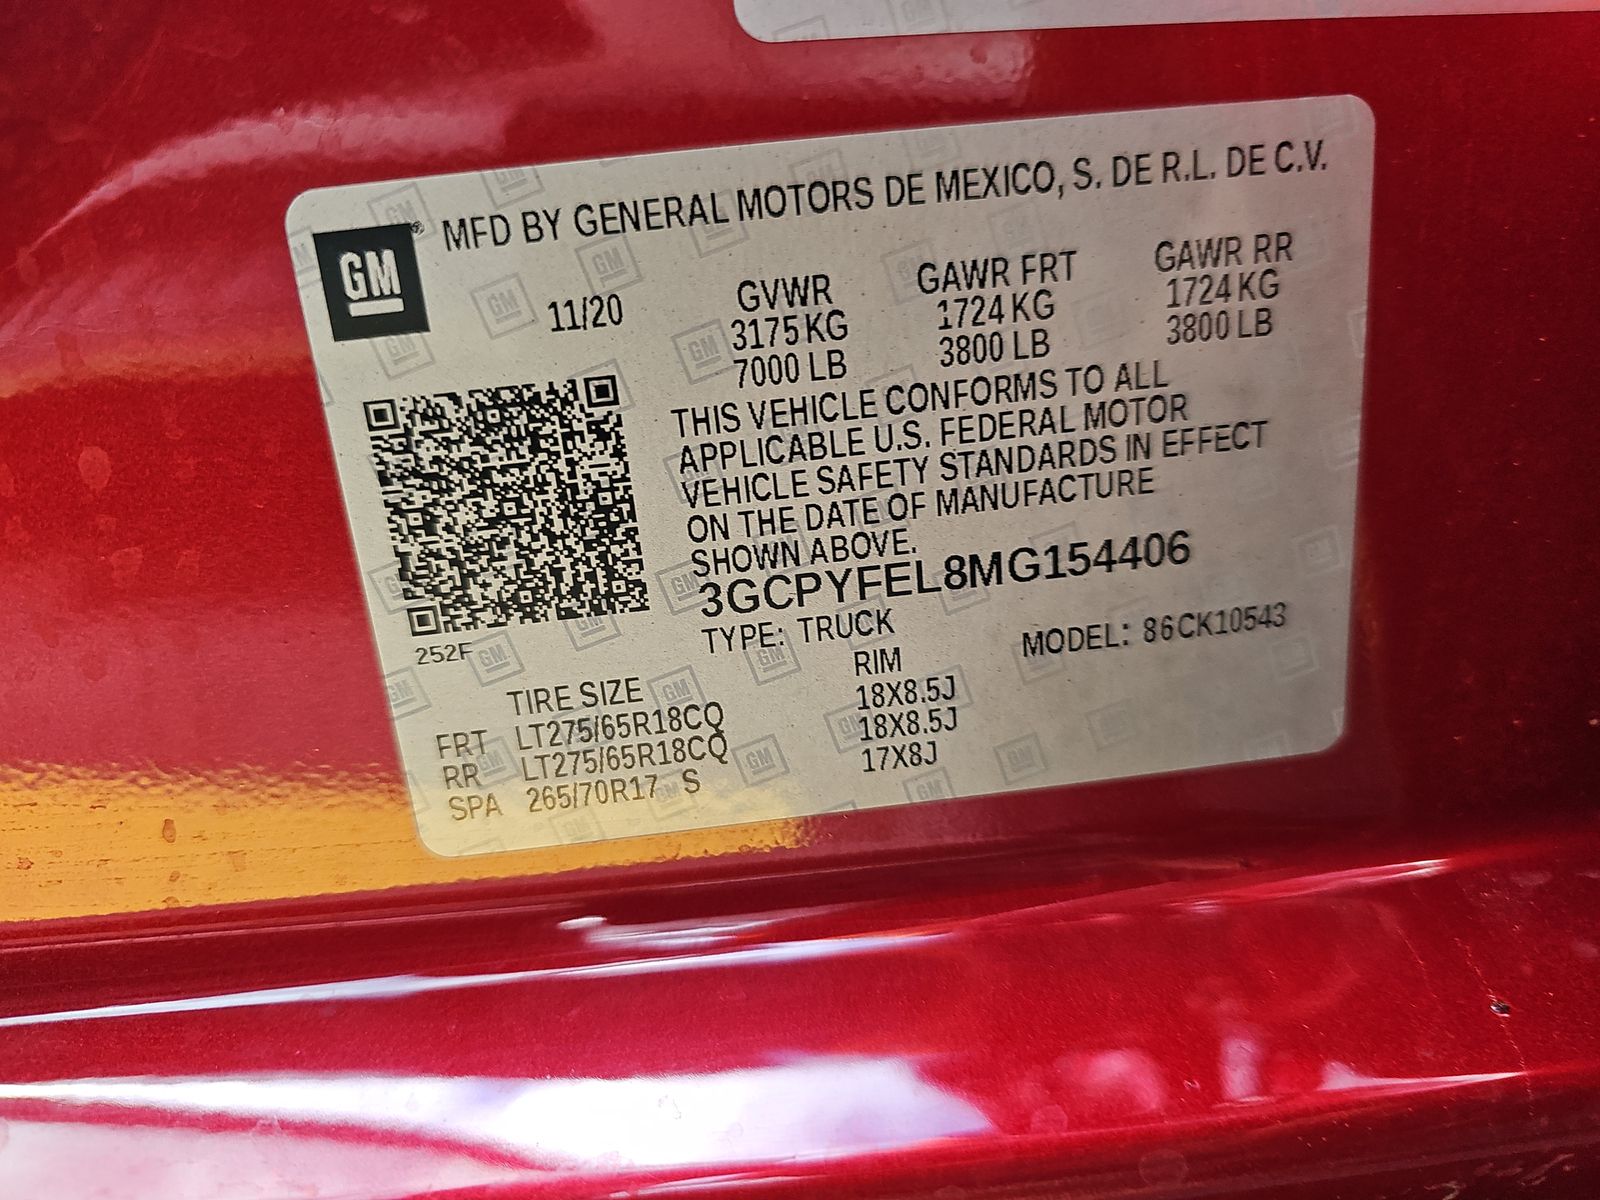 GM
MFD BY GENERAL MOTORS DE MEXICO, S. DE R.L. DE C.V.
11/20
GVWR GAWR FRT GAWR RR
3175 KG 1724 KG 1724 KG
7000 LB 3800 LB 3800 LB
THIS VEHICLE CONFORMS TO ALL
APPLICABLE U.S. FEDERAL MOTOR
VEHICLE SAFETY STANDARDS IN EFFECT
ON THE DATE OF MANUFACTURE
SHOWN ABOVE.
3GCPYFEL8MG154406
TYPE: TRUCK MODEL: 86CK10543
252F
TIRE SIZE RIM
FRT LT275/65R18CQ 18X8.5J
RR LT275/65R18CQ 18X8.5J
SPA 265/70R17 S 17X8J